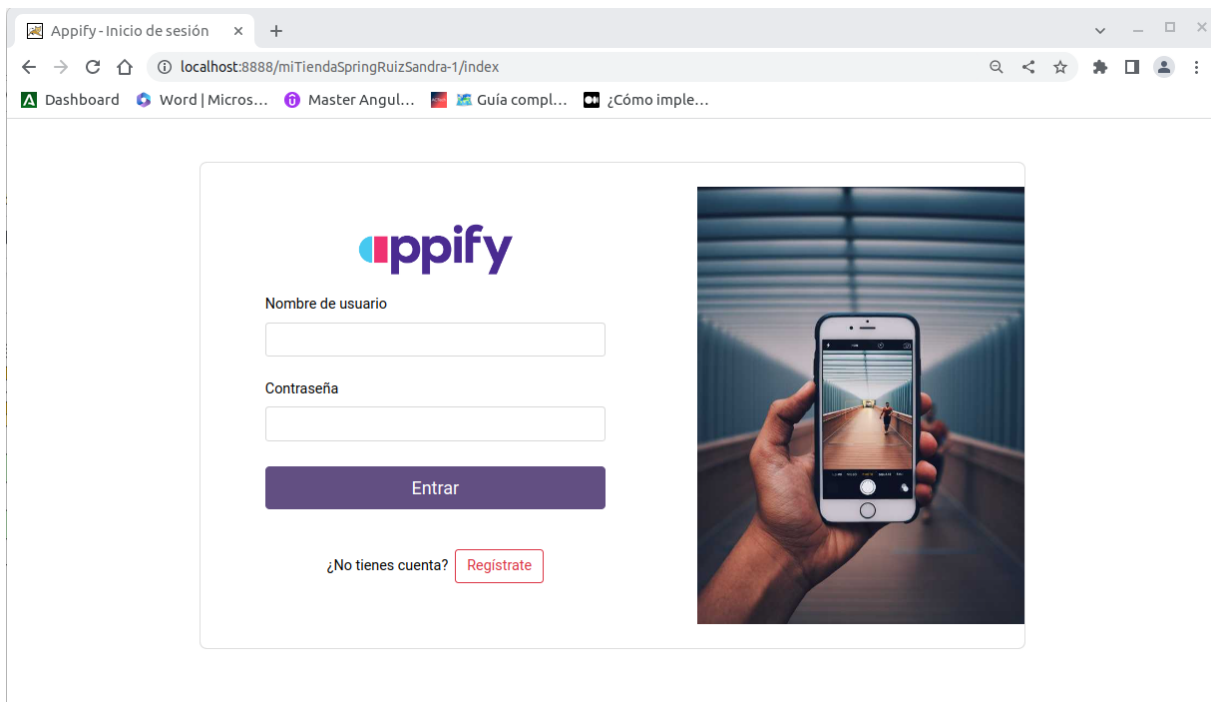 Appify - Inicio de sesión
localhost:8888/miTiendaSpringRuizSandra-1/index
Dashboard Word | Micros... Master Angul... Guía compl... ¿Cómo imple...
appify
Nombre de usuario
Contraseña
Entrar
¿No tienes cuenta? Regístrate